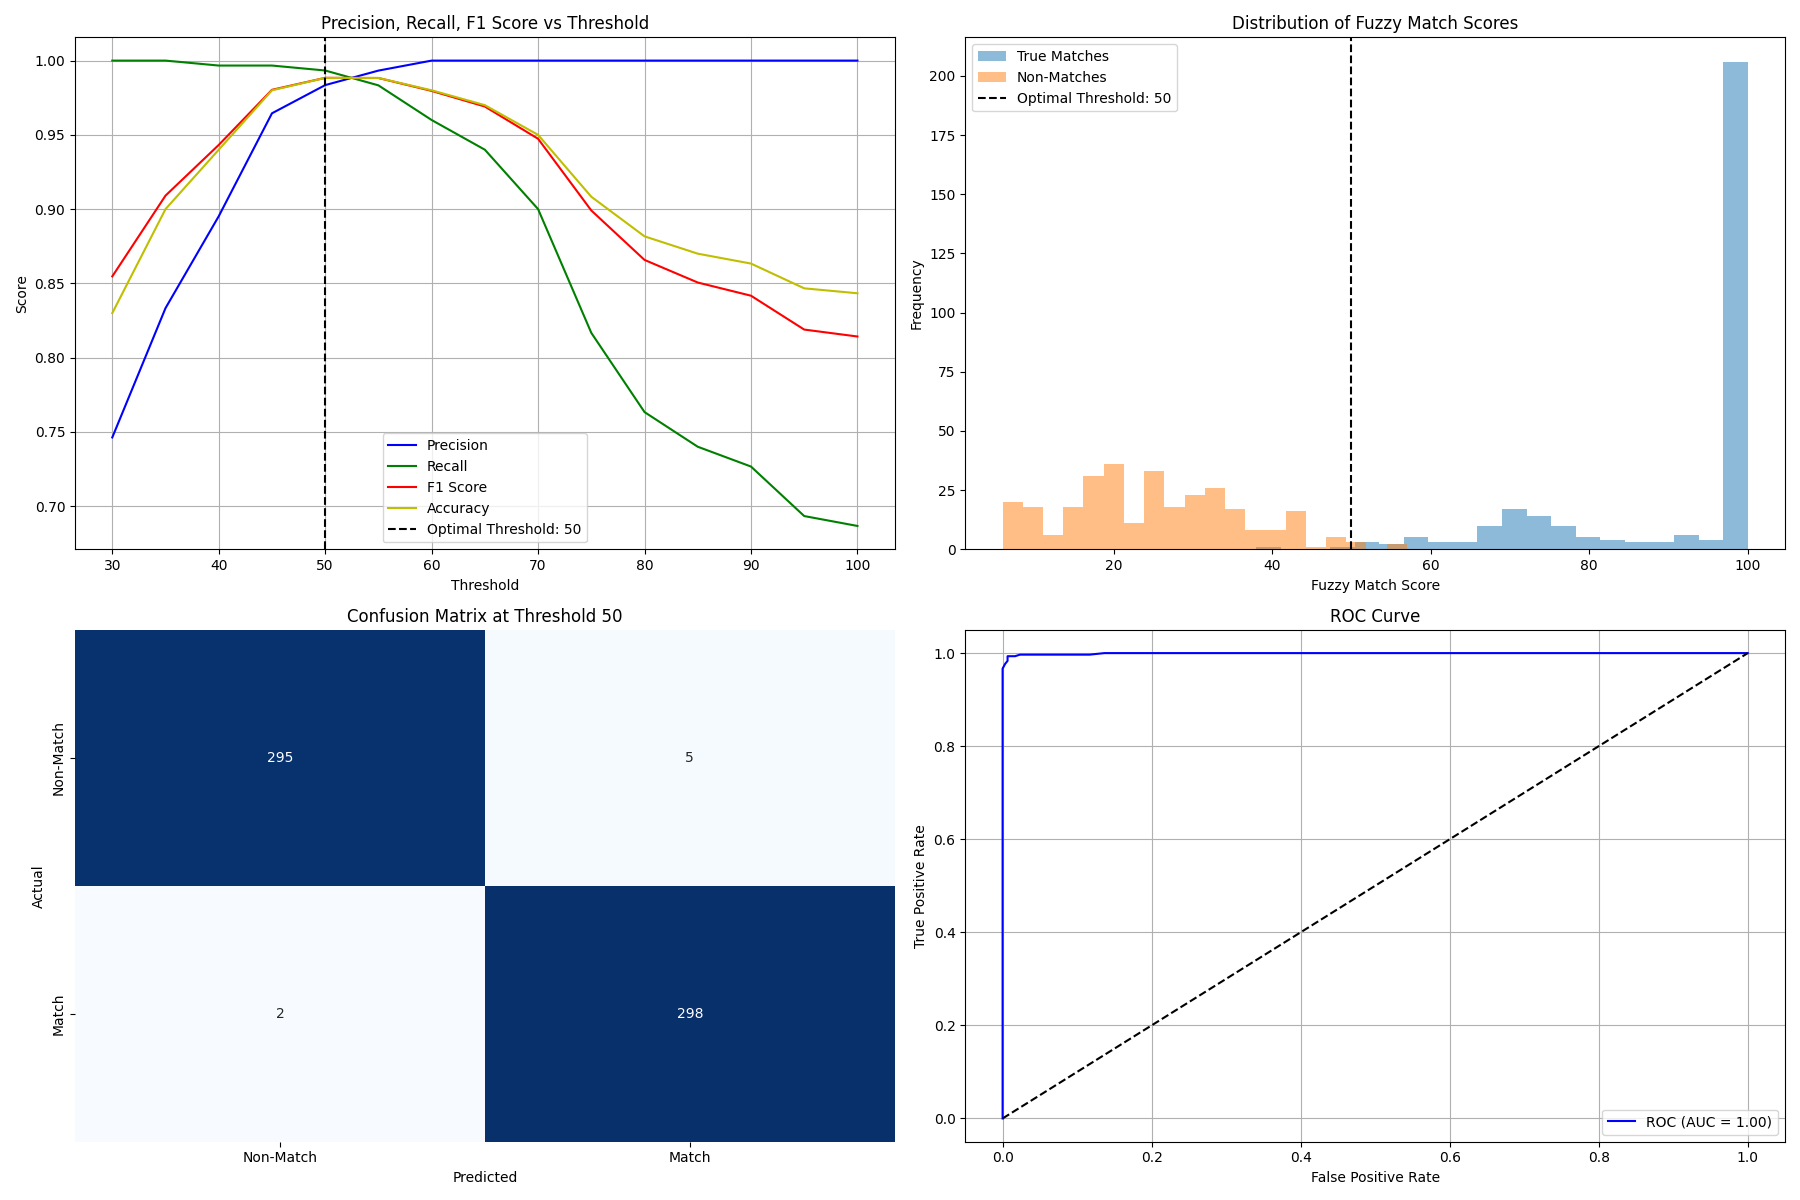 Precision, Recall, F1 Score vs Threshold
Score
1.00
0.95
0.90
0.85
0.80
0.75
0.70
30 40 50 60 70 80 90 100
Threshold
Precision
Recall
F1 Score
Accuracy
Optimal Threshold: 50
Distribution of Fuzzy Match Scores
Frequency
200
175
150
125
100
75
50
25
0
20 40 60 80 100
Fuzzy Match Score
True Matches
Non-Matches
Optimal Threshold: 50
Confusion Matrix at Threshold 50
Actual
Non-Match
Match
295 5
2 298
Non-Match Match
Predicted
ROC Curve
True Positive Rate
1.0
0.8
0.6
0.4
0.2
0.0
0.0 0.2 0.4 0.6 0.8 1.0
False Positive Rate
ROC (AUC = 1.00)